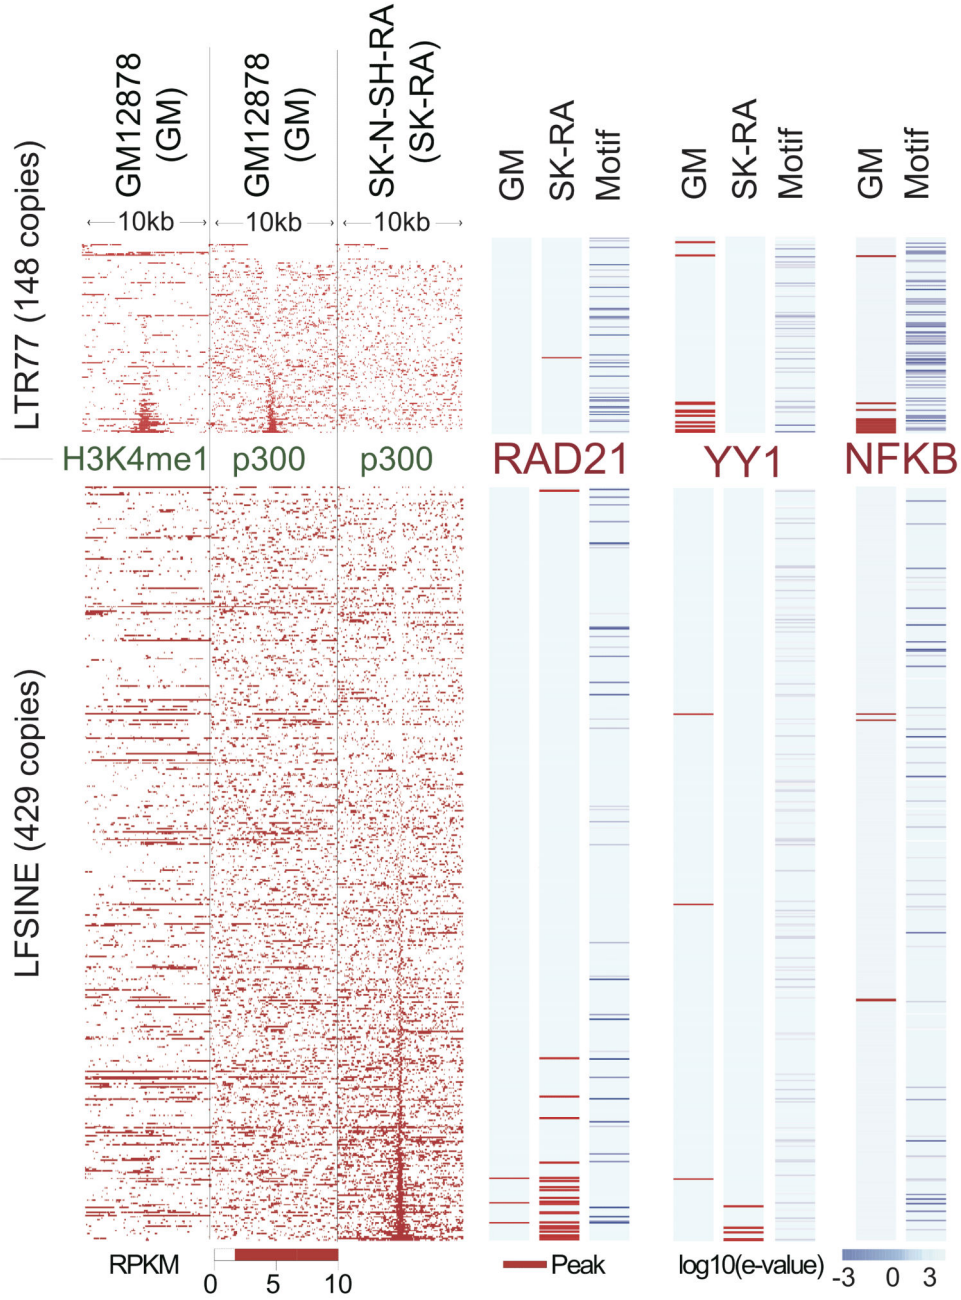 GM12878
(GM)
GM12878
(GM)
SK-N-SH-RA
(SK-RA)
GM
SK-RA
Motif
GM
SK-RA
Motif
GM
Motif
10kb
10kb
10kb
LTR77 (148 copies)
H3K4me1
p300
p300
RAD21
YY1
NFKB
LFSINE (429 copies)
RPKM
0
5
10
Peak
log10(e-value)
-3
0
3